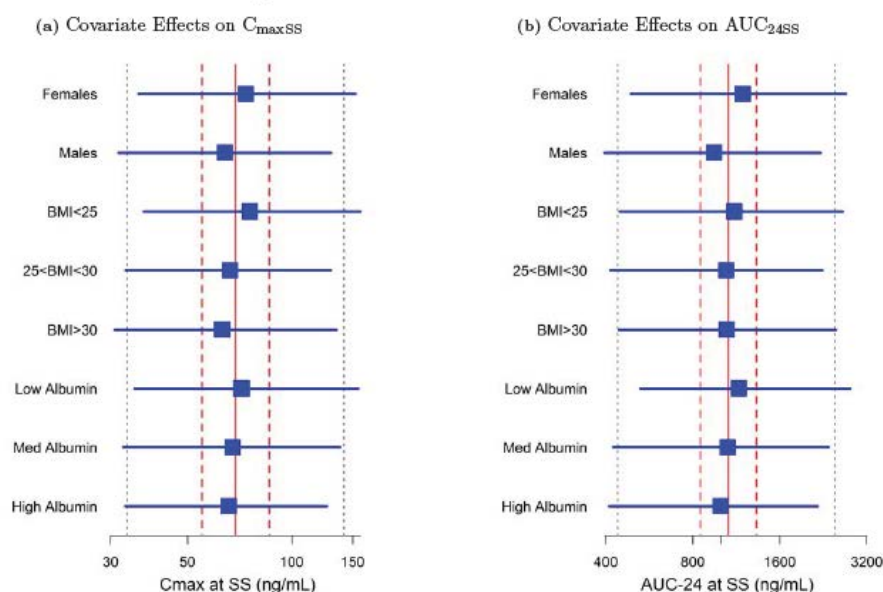 (a) Covariate Effects on CmaxSS
Females
Males
BMI<25
25<BMI<30
BMI>30
Low Albumin
Med Albumin
High Albumin
30 50 100 150
Cmax at SS (ng/mL)
(b) Covariate Effects on AUC24SS
Females
Males
BMI<25
25<BMI<30
BMI>30
Low Albumin
Med Albumin
High Albumin
400 800 1600 3200
AUC-24 at SS (ng/mL)